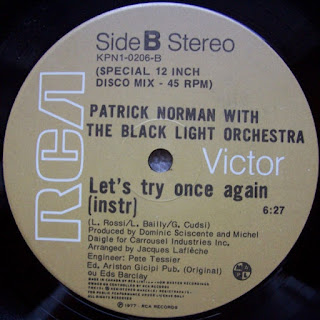 Side B Stereo
KPN1-0206-B
(SPECIAL 12 INCH
DISCO MIX - 45 RPM)
PATRICK NORMAN WITH
THE BLACK LIGHT ORCHESTRA
RCA
Victor
Let's try once again
(instr)
6:27
(L. Rossi/L. Bailly/G. Cudsi)
Produced by Dominic Sciscente and Michel
Daigle for Carrousel Industries Inc.
Arranged by Jacques Laflèche
Engineer: Pete Tessier
Ed. Ariston Gicipi Pub. (Original)
ou Eds Barclay
1977 - RCA RECORDS